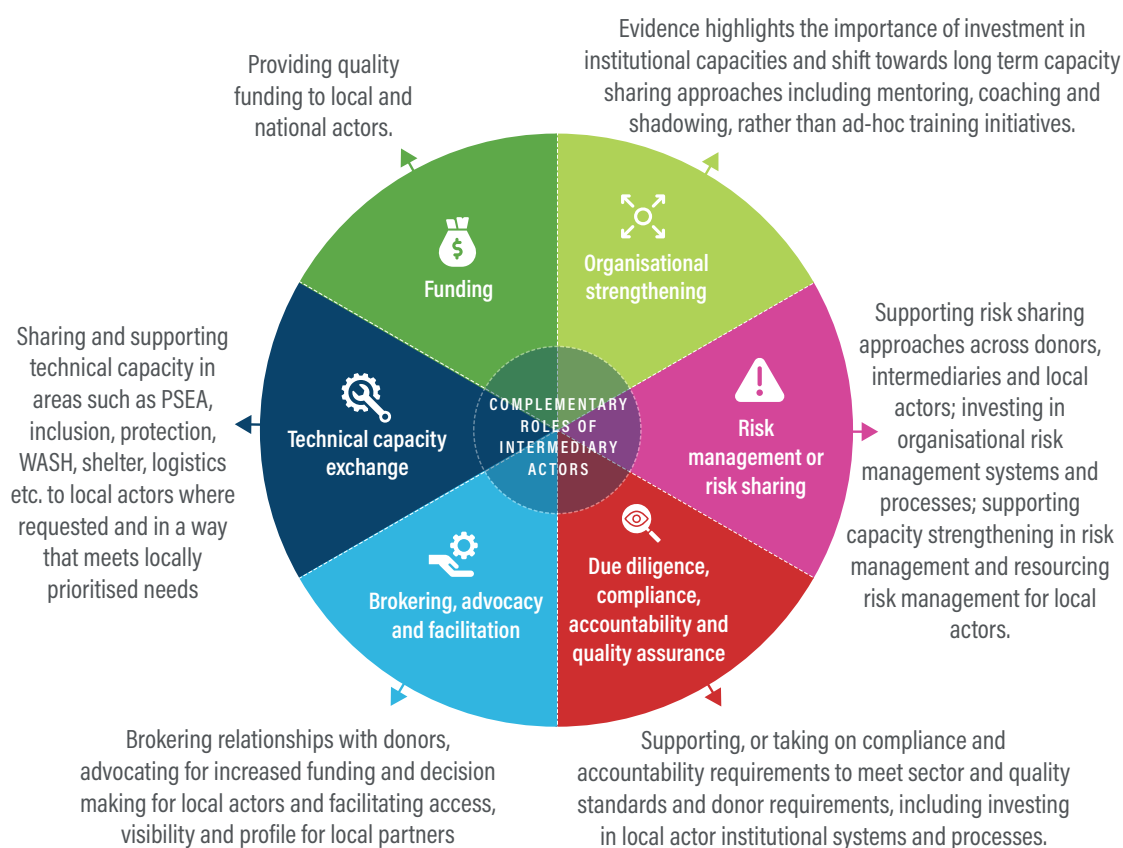 Providing quality
funding to local and
national actors.
Evidence highlights the importance of investment in
institutional capacities and shift towards long term capacity
sharing approaches including mentoring, coaching and
shadowing, rather than ad-hoc training initiatives.
Funding
Organisational
strengthening
Sharing and supporting
technical capacity in
areas such as PSEA,
inclusion, protection,
WASH, shelter, logistics
etc. to local actors where
requested and in a way
that meets locally
prioritised needs
Technical capacity
exchange
COMPLEMENTARY
ROLES OF
INTERMEDIARY
ACTORS
Risk
management or
risk sharing
Supporting risk sharing
approaches across donors,
intermediaries and local
actors; investing in
organisational risk
management systems and
processes; supporting
capacity strengthening in risk
management and resourcing
risk management for local
actors.
Brokering, advocacy
and facilitation
Due diligence,
compliance,
accountability and
quality assurance
Brokering relationships with donors,
advocating for increased funding and decision
making for local actors and facilitating access,
visibility and profile for local partners
Supporting, or taking on compliance and
accountability requirements to meet sector and quality
standards and donor requirements, including investing
in local actor institutional systems and processes.